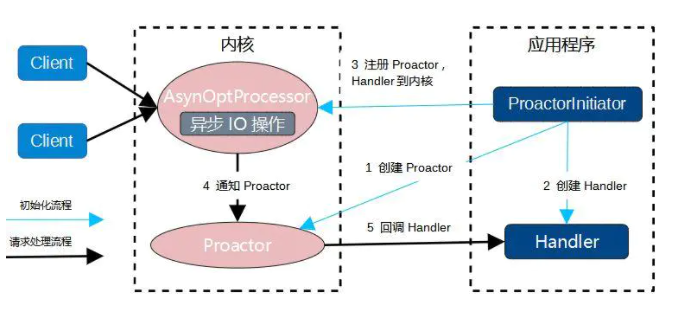 内核
应用程序
Client
Client
AsynOptProcessor
异步 IO 操作
3 注册 Proactor,
Handler 到内核
ProactorInitiator
4 通知 Proactor
1 创建 Proactor
2 创建 Handler
初始化流程
请求处理流程
Proactor
5 回调 Handler
Handler